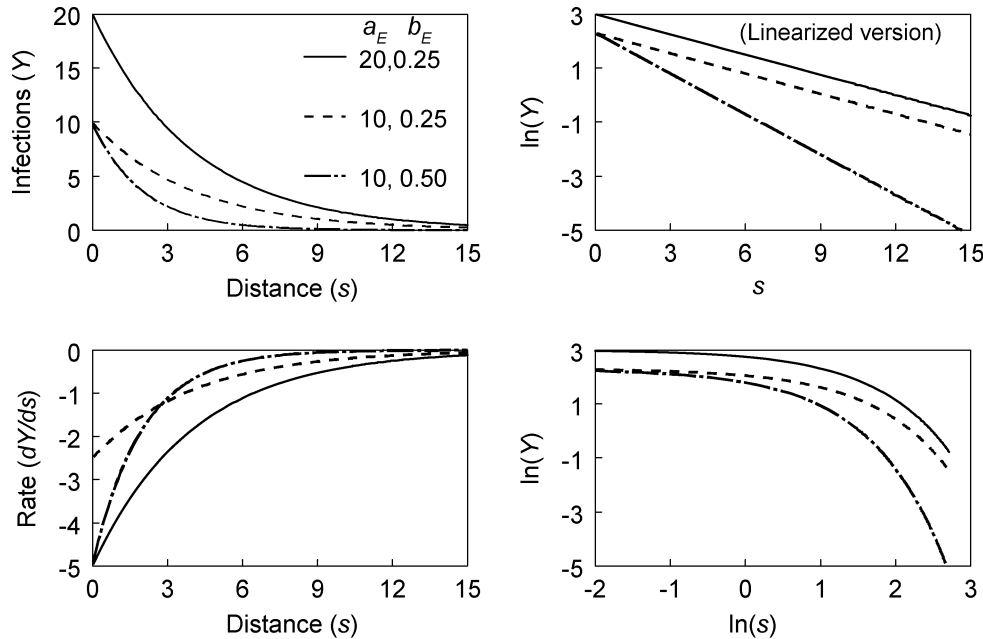 20
15
10
5
0
Infections (Y)
a_E b_E
20,0.25
10, 0.25
10, 0.50
0 3 6 9 12 15
Distance (s)
3
1
-1
-3
-5
ln(Y)
(Linearized version)
0 3 6 9 12 15
s
0
-1
-2
-3
-4
-5
Rate (dY/ds)
0 3 6 9 12 15
Distance (s)
3
1
-1
-3
-5
ln(Y)
-2 -1 0 1 2 3
ln(s)